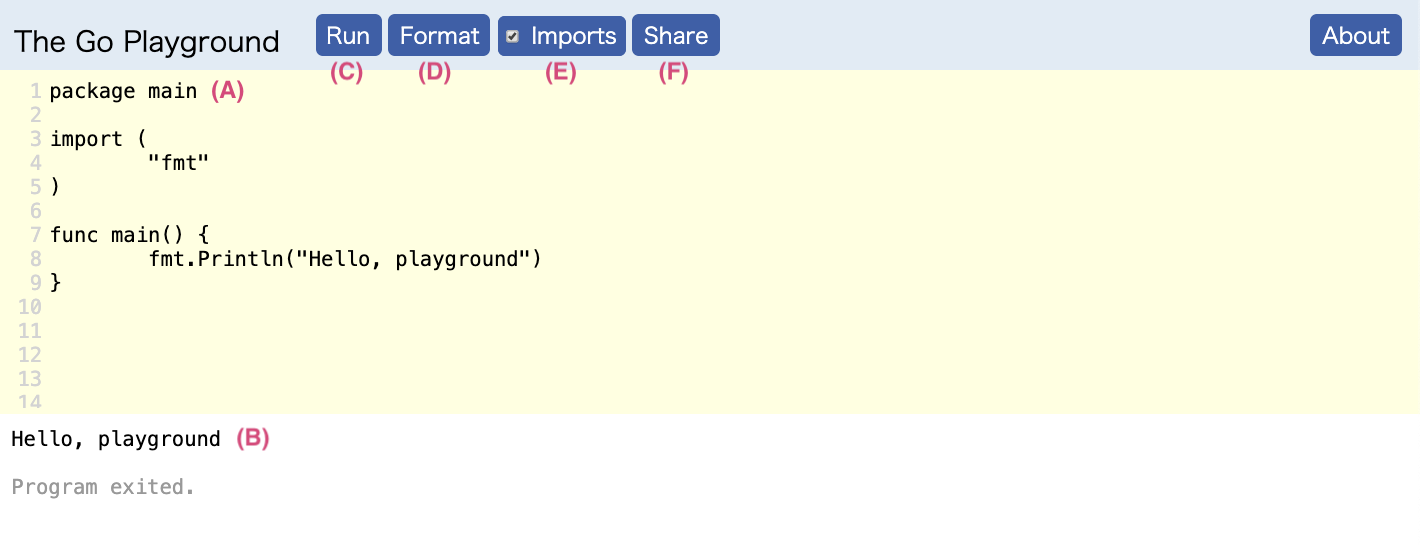 The Go Playground Run Format Imports Share About
(C) (D) (E) (F)
1 package main (A)
2
3 import (
4         "fmt"
5 )
6
7 func main() {
8         fmt.Println("Hello, playground")
9 }
10
11
12
13
14
Hello, playground (B)
Program exited.